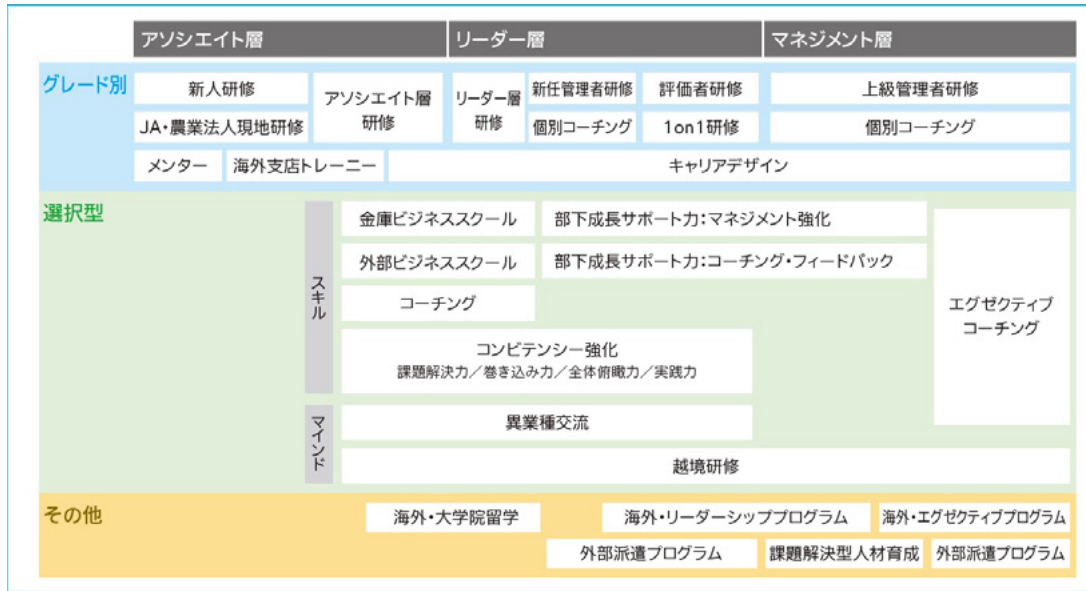 アソシエイト層 リーダー層 マネジメント層
グレード別
新人研修
アソシエイト層
研修
リーダー層
研修
新任管理者研修
評価者研修
上級管理者研修
JA・農業法人現地研修
個別コーチング
1on1研修
個別コーチング
メンター
海外支店トレーニー
キャリアデザイン
選択型
スキル
金庫ビジネススクール
部下成長サポート力：マネジメント強化
外部ビジネススクール
部下成長サポート力：コーチング・フィードバック
コーチング
エグゼクティブ
コーチング
コンピテンシー強化
課題解決力／巻き込み力／全体俯瞰力／実践力
マインド
異業種交流
越境研修
その他
海外・大学院留学
海外・リーダーシッププログラム
海外・エグゼクティブプログラム
外部派遣プログラム
課題解決型人材育成
外部派遣プログラム